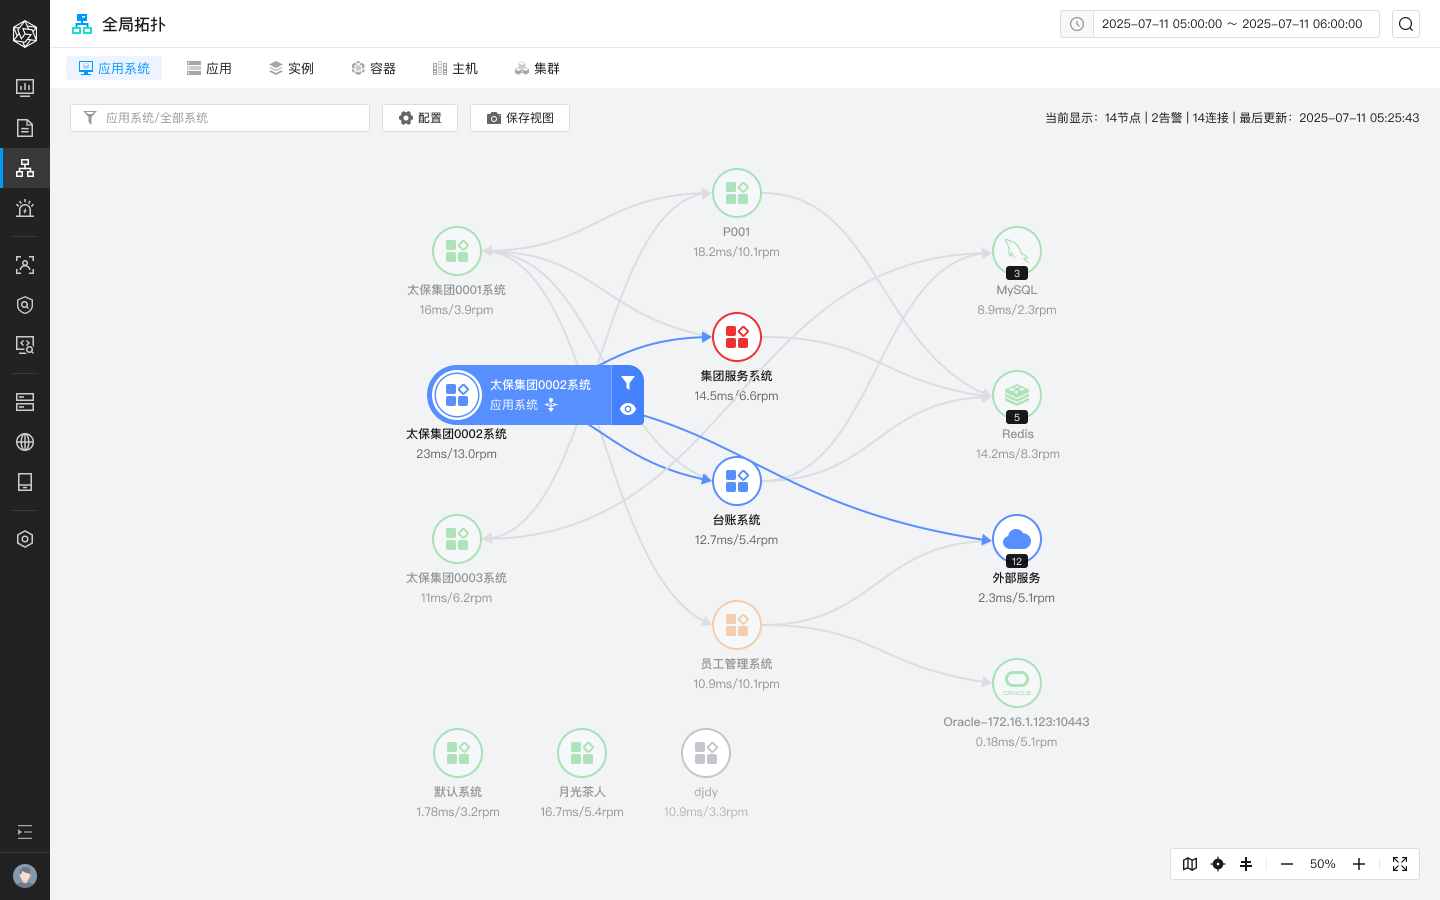 全局拓扑
2025-07-11 05:00:00 ~ 2025-07-11 06:00:00
应用系统
应用
实例
容器
主机
集群
应用系统/全部系统
配置
保存视图
当前显示：14节点 | 2告警 | 14连接 | 最后更新：2025-07-11 05:25:43
P001
18.2ms/10.1rpm
太保集团0001系统
16ms/3.9rpm
3
MySQL
8.9ms/2.3rpm
集团服务系统
14.5ms/6.6rpm
太保集团0002系统
应用系统
太保集团0002系统
23ms/13.0rpm
5
Redis
14.2ms/8.3rpm
台账系统
12.7ms/5.4rpm
太保集团0003系统
11ms/6.2rpm
12
外部服务
2.3ms/5.1rpm
员工管理系统
10.9ms/10.1rpm
ORACLE
Oracle-172.16.1.123:10443
0.18ms/5.1rpm
默认系统
1.78ms/3.2rpm
月光茶人
16.7ms/5.4rpm
djdy
10.9ms/3.3rpm
50%